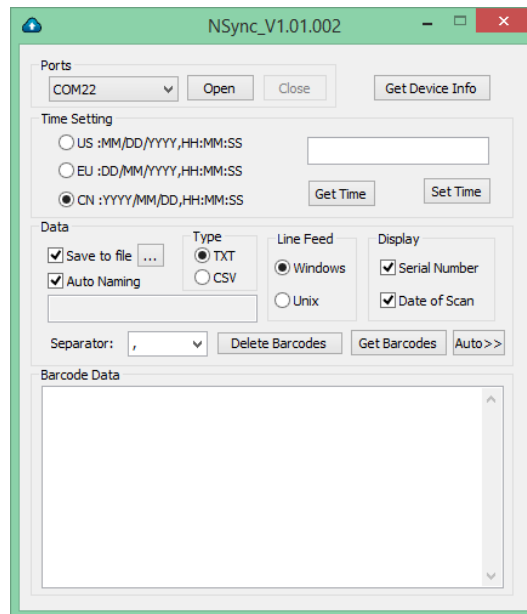 NSync_V1.01.002
Ports
COM22 Open Close Get Device Info
Time Setting
US :MM/DD/YYYY,HH:MM:SS
EU :DD/MM/YYYY,HH:MM:SS
CN :YYYY/MM/DD,HH:MM:SS Get Time Set Time
Data Type Line Feed Display
Save to file ... TXT Windows Serial Number
Auto Naming CSV Unix Date of Scan
Separator: , Delete Barcodes Get Barcodes Auto>>
Barcode Data